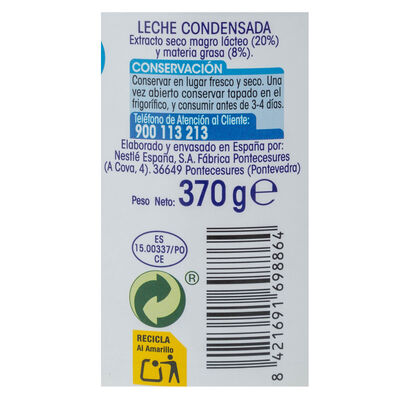 LECHE CONDENSADA
Extracto seco magro lácteo (20%)
y materia grasa (8%).
CONSERVACIÓN
Conservar en lugar fresco y seco. Una
vez abierto conservar tapado en el
frigorífico, y consumir antes de 3-4 días.
Teléfono de Atención al Cliente:
900 113 213
Elaborado y envasado en España por:
Nestlé España, S.A. Fábrica Pontecesures
(A Cova, 4). 36649 Pontecesures (Pontevedra)
Peso Neto: 370 g e
ES
15.00337/PO
CE
®
RECICLA
Al Amarillo
8 421691 698864